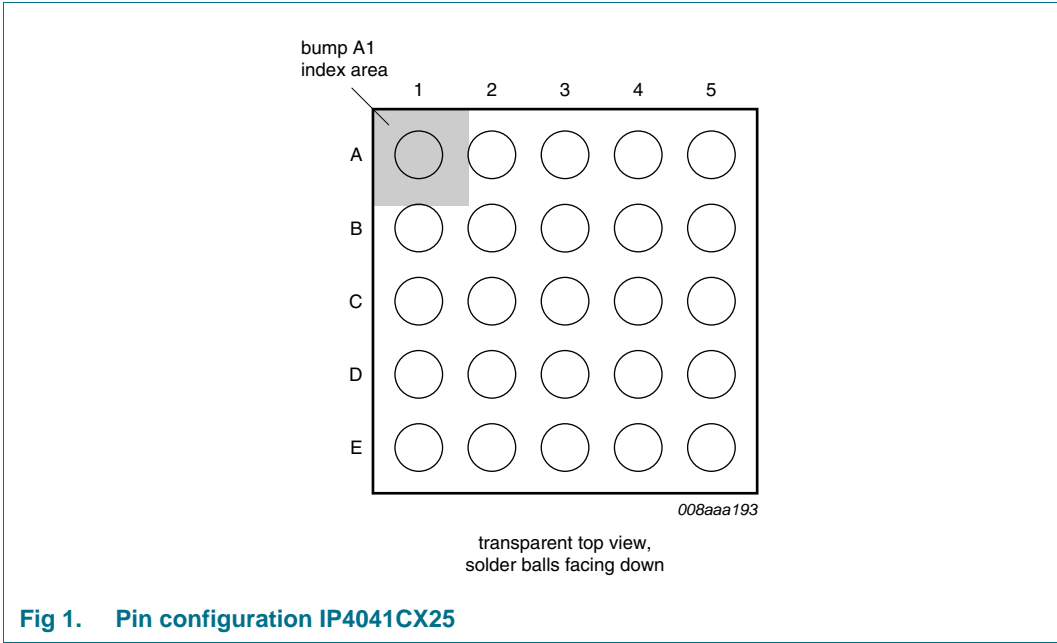 bump A1
index area
1 2 3 4 5
A
B
C
D
E
008aaa193
transparent top view,
solder balls facing down
Fig 1. Pin configuration IP4041CX25